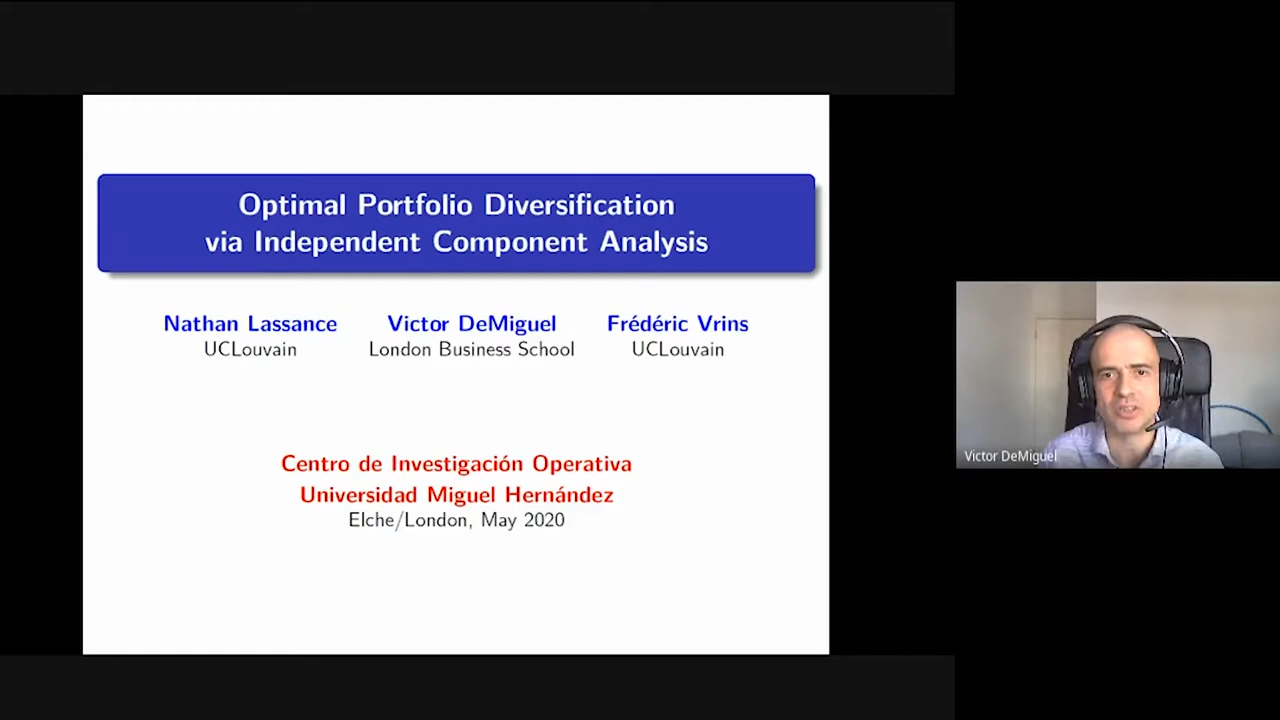 Optimal Portfolio Diversification
via Independent Component Analysis
Nathan Lassance Victor DeMiguel Frédéric Vrins
UCLouvain London Business School UCLouvain
Centro de Investigación Operativa
Universidad Miguel Hernández
Elche/London, May 2020
Victor DeMiguel